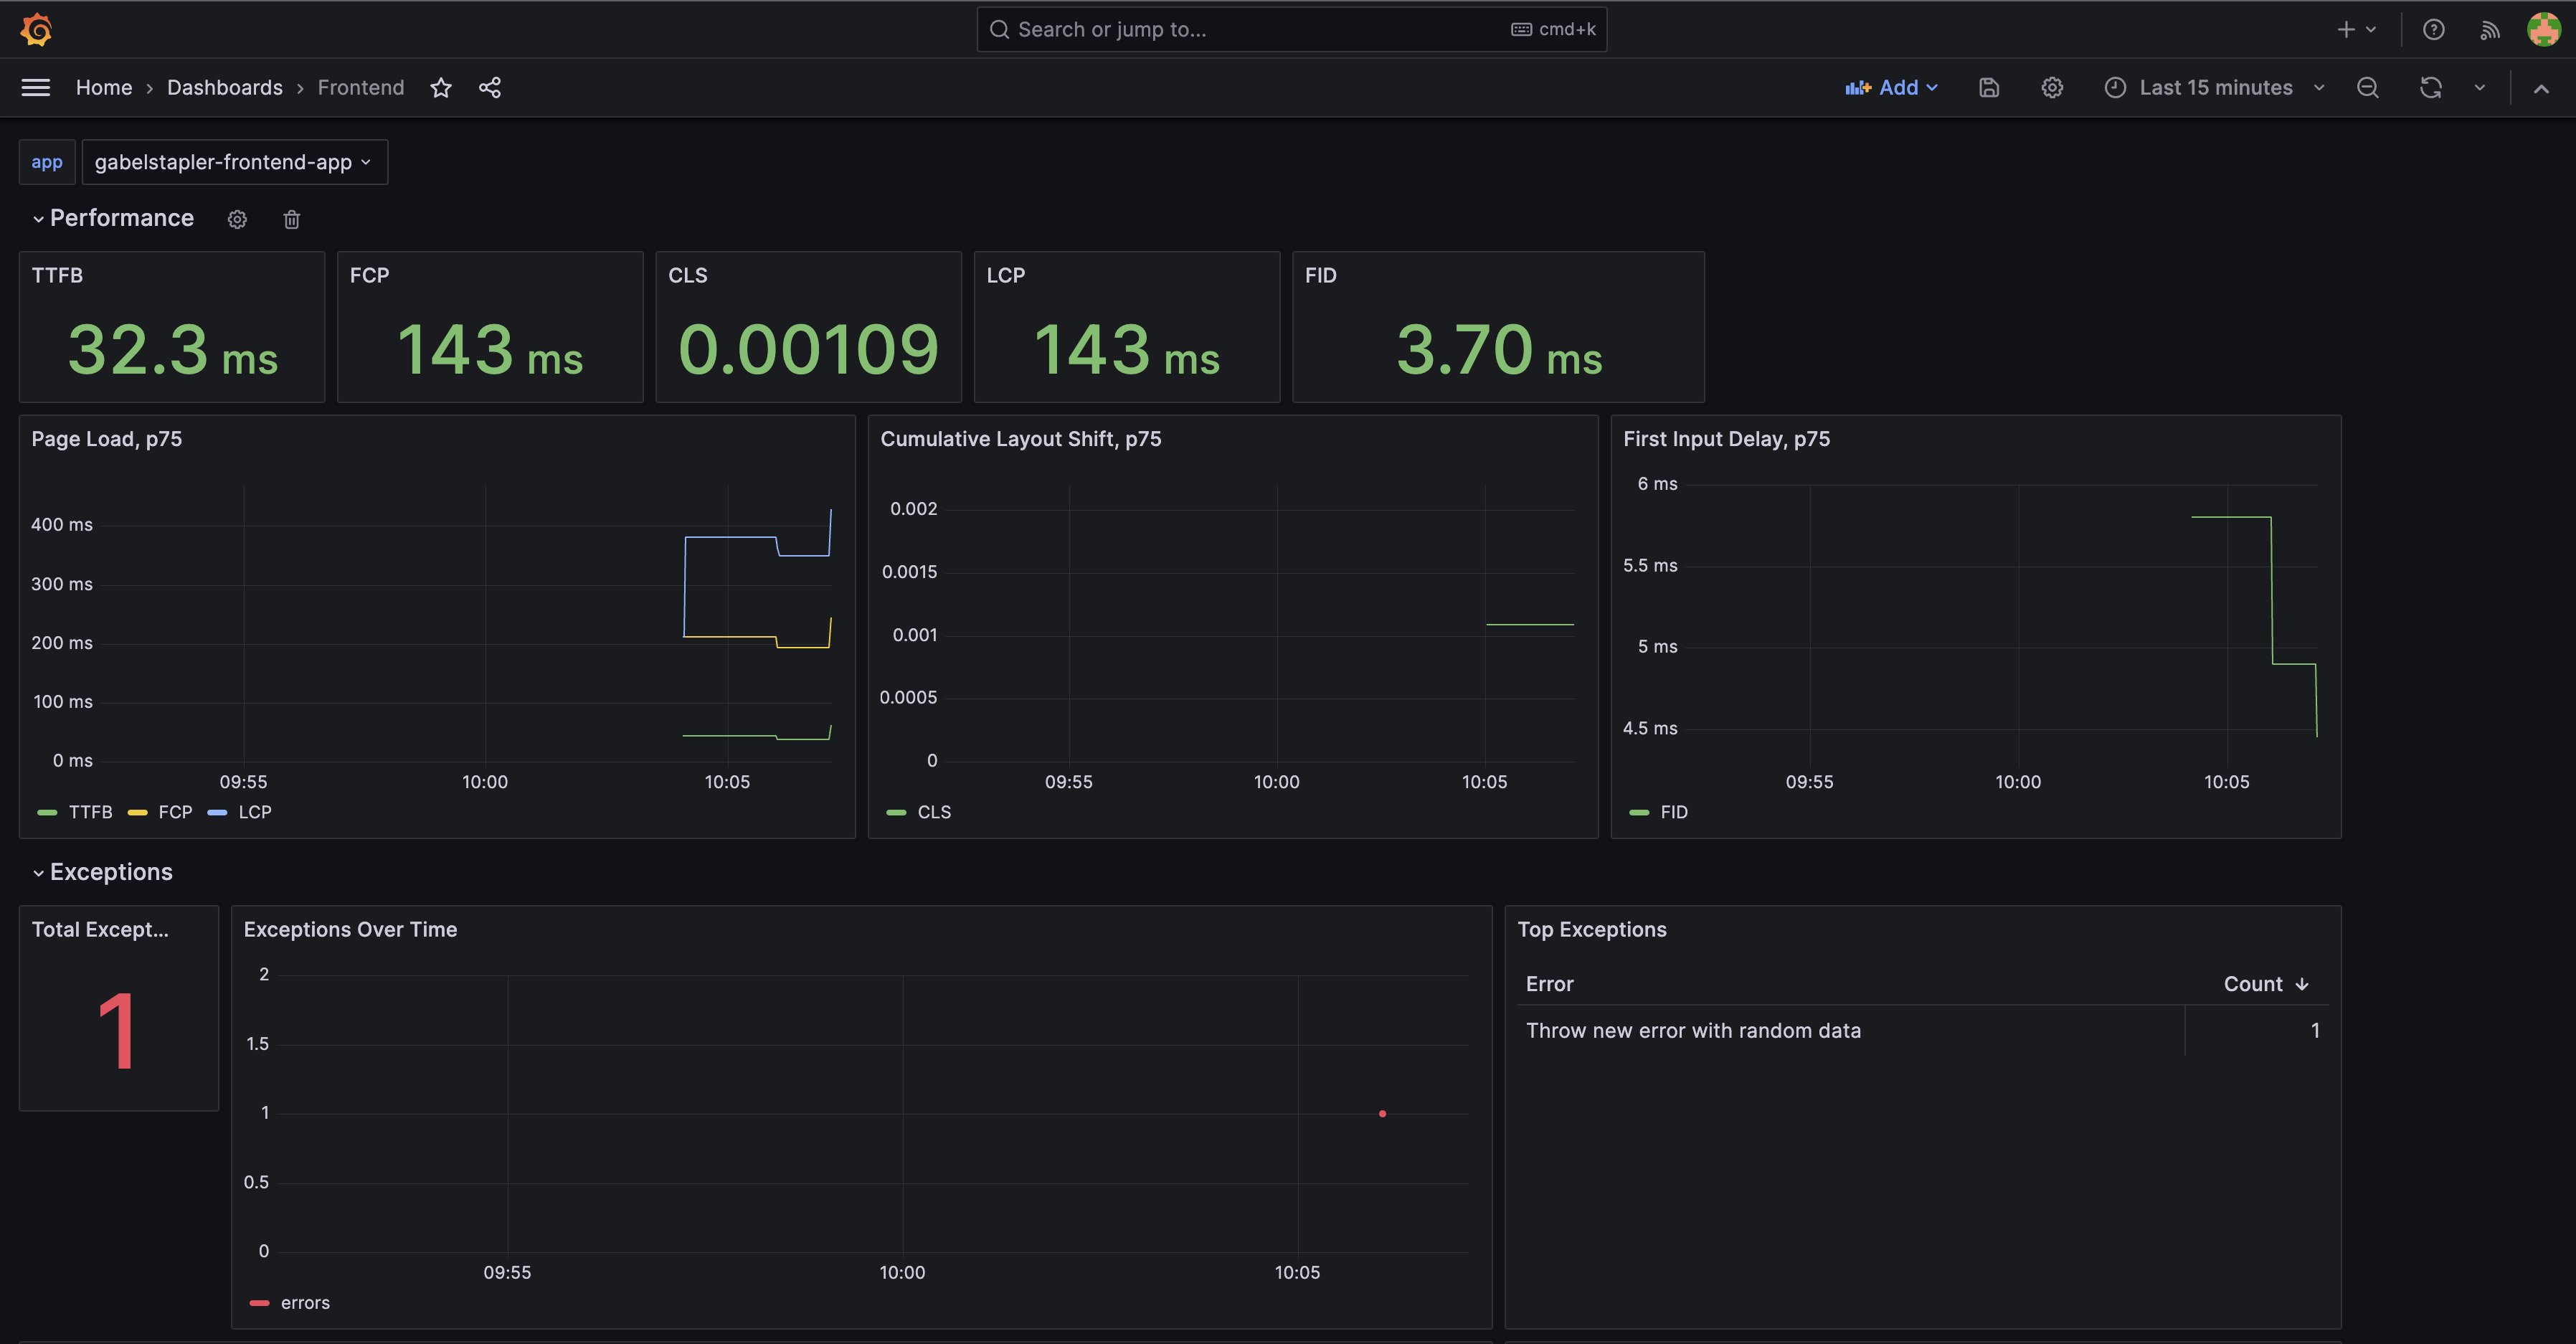 Search or jump to...
cmd+k
Home › Dashboards › Frontend
Add
Last 15 minutes
app
gabelstapler-frontend-app
Performance
TTFB
32.3 ms
FCP
143 ms
CLS
0.00109
LCP
143 ms
FID
3.70 ms
Page Load, p75
400 ms
300 ms
200 ms
100 ms
0 ms
09:55
10:00
10:05
TTFB
FCP
LCP
Cumulative Layout Shift, p75
0.002
0.0015
0.001
0.0005
0
09:55
10:00
10:05
CLS
First Input Delay, p75
6 ms
5.5 ms
5 ms
4.5 ms
09:55
10:00
10:05
FID
Exceptions
Total Except...
1
Exceptions Over Time
2
1.5
1
0.5
0
09:55
10:00
10:05
errors
Top Exceptions
Error
Count
Throw new error with random data
1